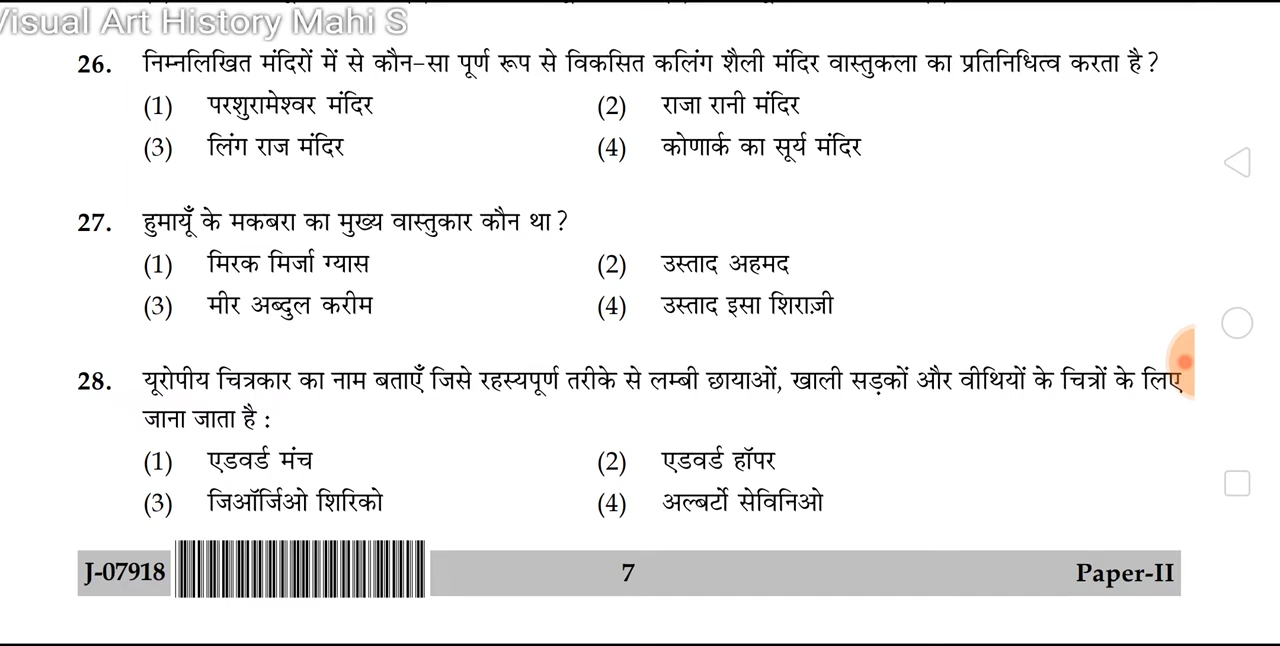 Visual Art History Mahi S
26. निम्नलिखित मंदिरों में से कौन-सा पूर्ण रूप से विकसित कलिंग शैली मंदिर वास्तुकला का प्रतिनिधित्व करता है ?
(1) परशुरामेश्वर मंदिर (2) राजा रानी मंदिर
(3) लिंग राज मंदिर (4) कोणार्क का सूर्य मंदिर
27. हुमायूँ के मकबरा का मुख्य वास्तुकार कौन था ?
(1) मिरक मिर्जा ग्यास (2) उस्ताद अहमद
(3) मीर अब्दुल करीम (4) उस्ताद इसा शिराज़ी
28. यूरोपीय चित्रकार का नाम बताएँ जिसे रहस्यपूर्ण तरीके से लम्बी छायाओं, खाली सड़कों और वीथियों के चित्रों के लिए
जाना जाता है :
(1) एडवर्ड मंच (2) एडवर्ड हॉपर
(3) जिऑर्जिओ शिरिको (4) अल्बर्टो सेविनिओ
J-07918 7 Paper-II